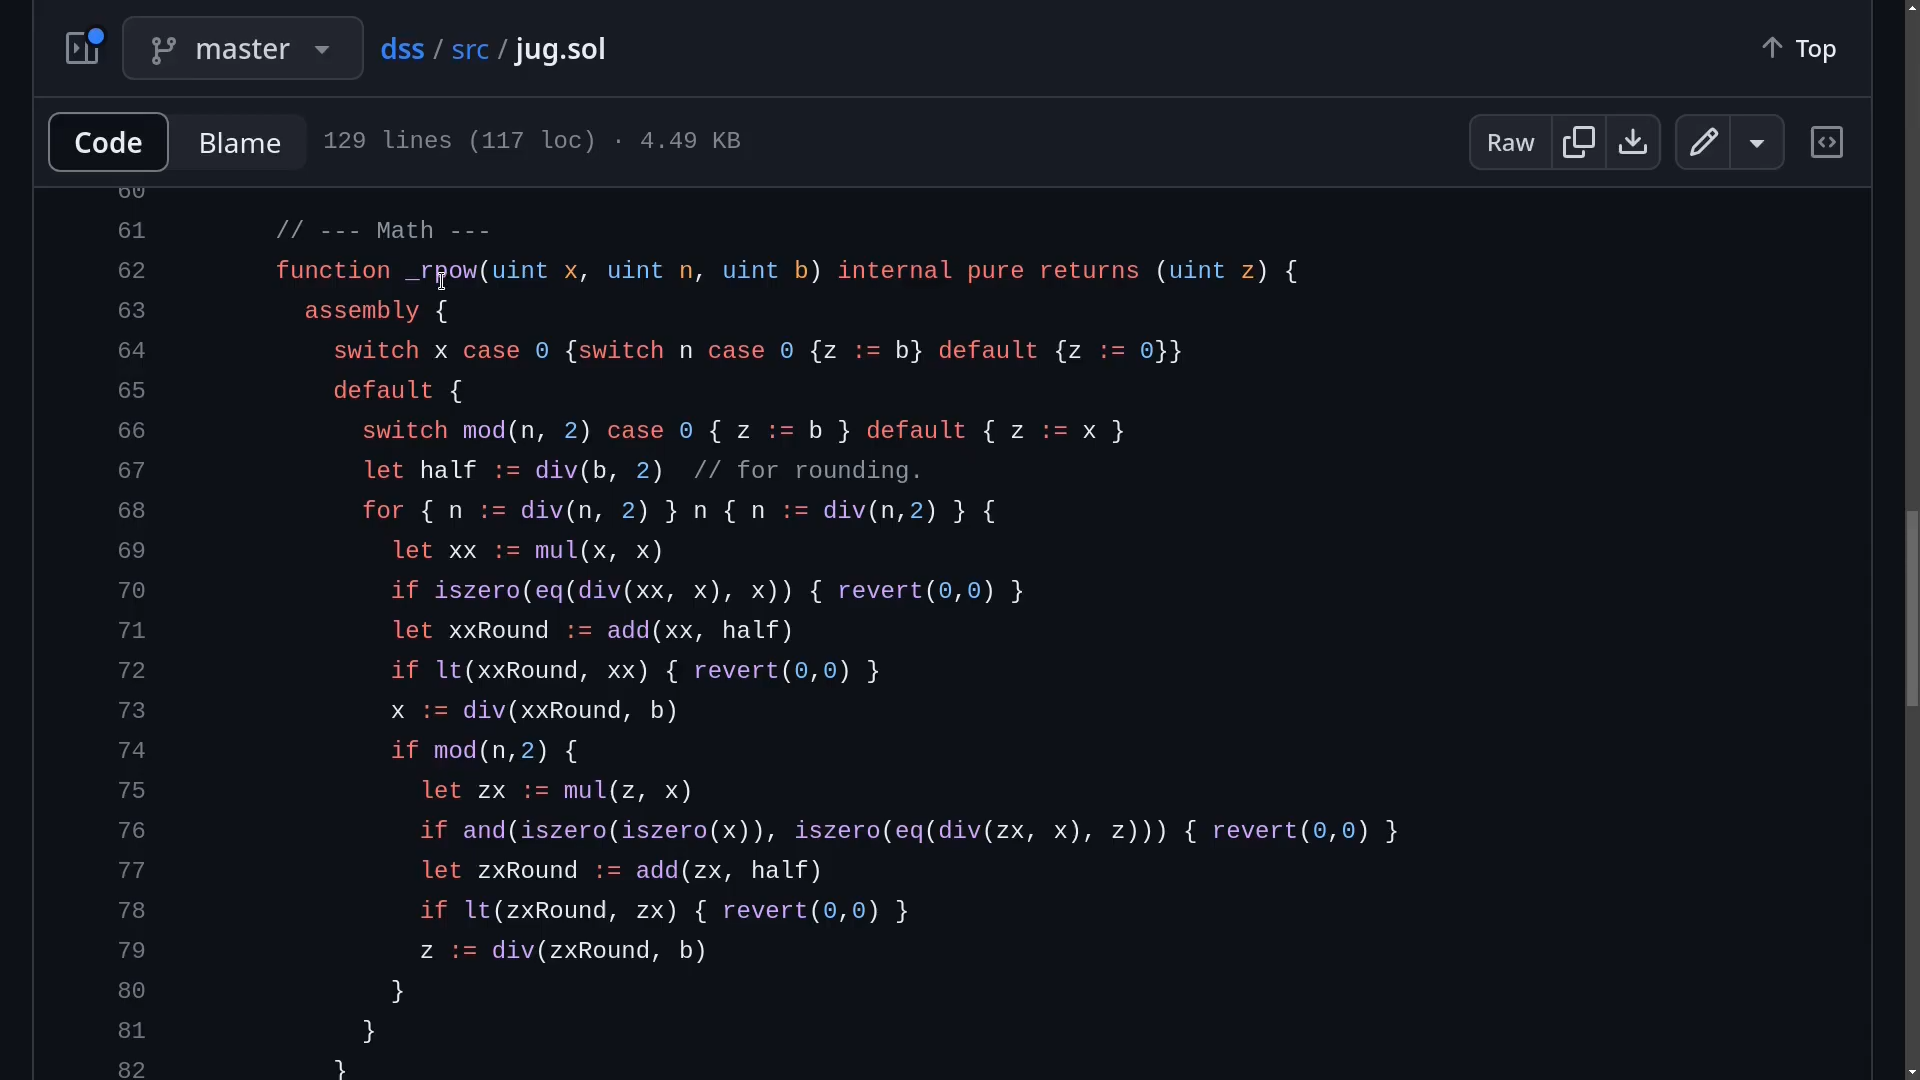 master dss / src / jug.sol Top
Code Blame 129 lines (117 loc) · 4.49 KB Raw
60
61 // --- Math ---
62 function _rpow(uint x, uint n, uint b) internal pure returns (uint z) {
63 assembly {
64 switch x case 0 {switch n case 0 {z := b} default {z := 0}}
65 default {
66 switch mod(n, 2) case 0 { z := b } default { z := x }
67 let half := div(b, 2)  // for rounding.
68 for { n := div(n, 2) } n { n := div(n,2) } {
69 let xx := mul(x, x)
70 if iszero(eq(div(xx, x), x)) { revert(0,0) }
71 let xxRound := add(xx, half)
72 if lt(xxRound, xx) { revert(0,0) }
73 x := div(xxRound, b)
74 if mod(n,2) {
75 let zx := mul(z, x)
76 if and(iszero(iszero(x)), iszero(eq(div(zx, x), z))) { revert(0,0) }
77 let zxRound := add(zx, half)
78 if lt(zxRound, zx) { revert(0,0) }
79 z := div(zxRound, b)
80 }
81 }
82 }